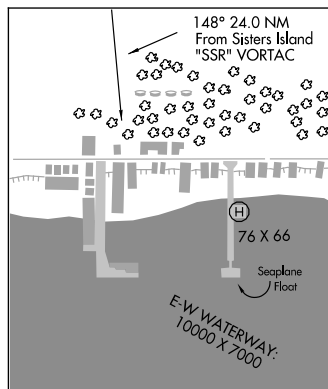 148° 24.0 NM
From Sisters Island
"SSR" VORTAC
H
76 X 66
Seaplane
Float
E-W WATERWAY:
10000 X 7000